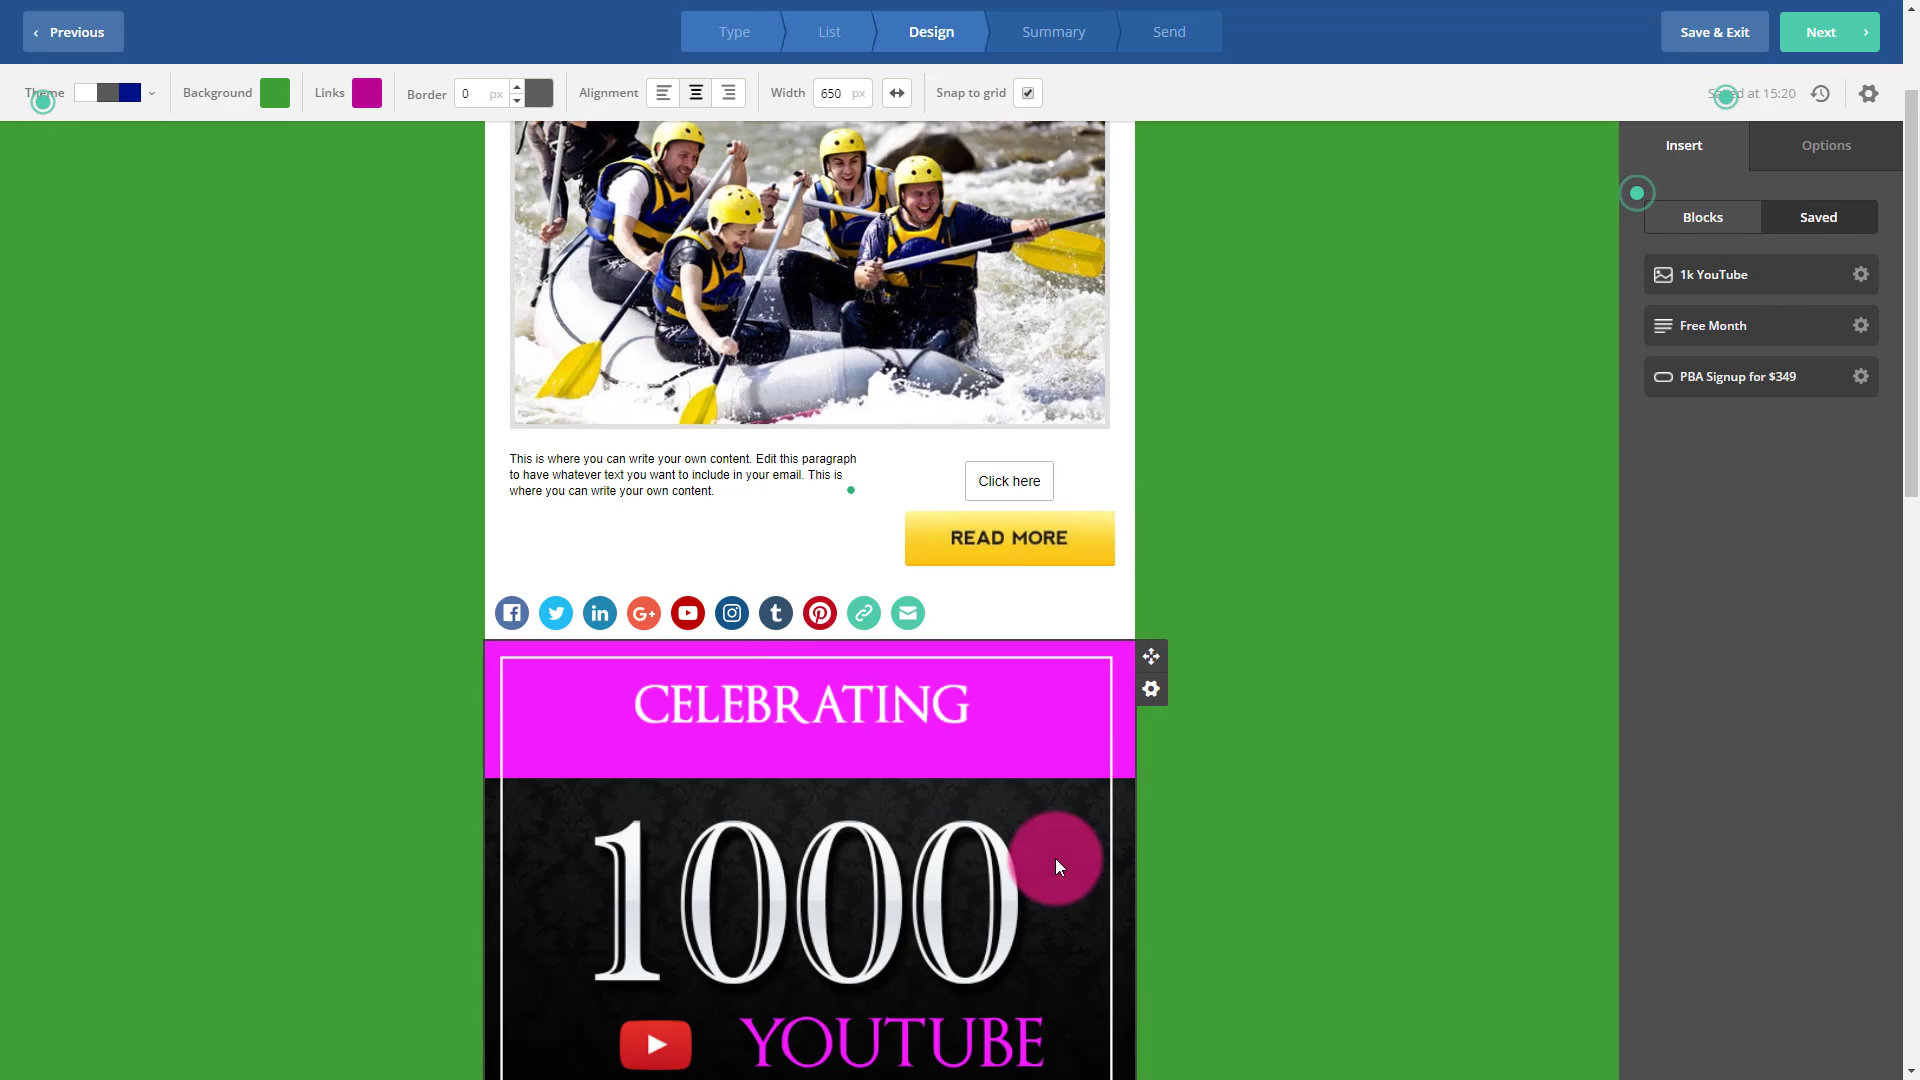 Previous
Type
List
Design
Summary
Send
Save & Exit
Next
Theme
Background
Links
Border
0 px
Alignment
Width
650 px
Snap to grid
at 15:20
Insert
Options
Blocks
Saved
1k YouTube
Free Month
PBA Signup for $349
This is where you can write your own content. Edit this paragraph
to have whatever text you want to include in your email. This is
where you can write your own content.
Click here
READ MORE
CELEBRATING
1000
YOUTUBE